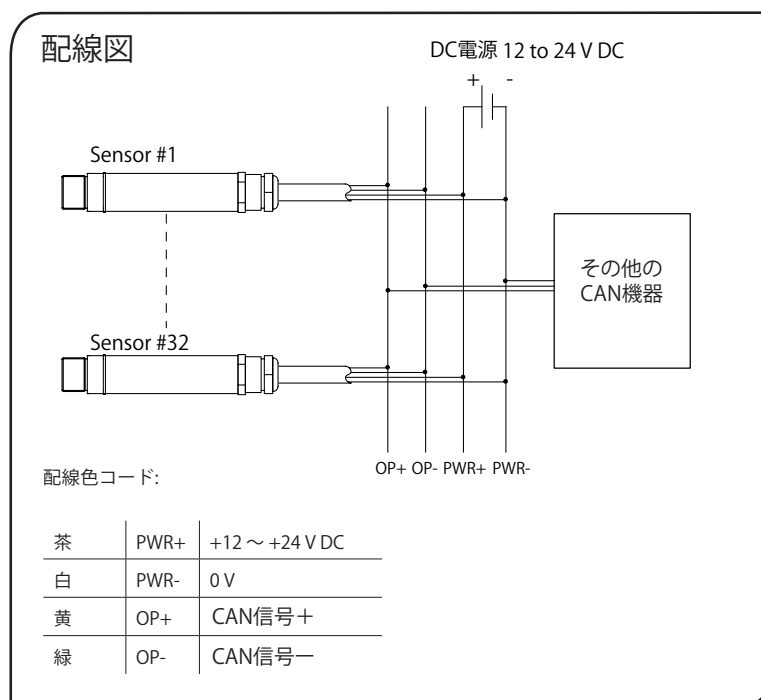 配線図
DC電源 12 to 24 V DC
+ -
Sensor #1
その他の
CAN機器
Sensor #32
OP+ OP- PWR+ PWR-
配線色コード:
茶 PWR+ +12 ～ +24 V DC
白 PWR- 0 V
黄 OP+ CAN信号＋
緑 OP- CAN信号ー